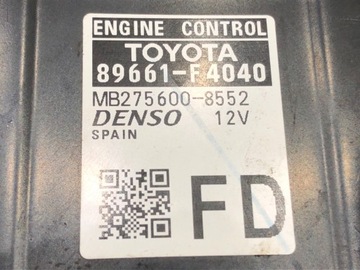 ENGINE CONTROL
TOYOTA
89661-F4040
MB275600-8552
DENSO 12V
SPAIN
FD